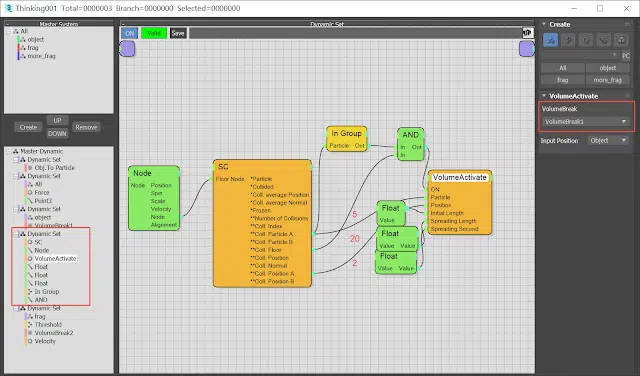 Thinking001 Total=0000003 Branch=0000000 Selected=0000000
Master System
All
object
frag
more_frag
UP
Create
Remove
DOWN
Master Dynamic
Dynamic Set
Obj.To Particle
Dynamic Set
All
Force
Point3
Dynamic Set
object
VolumeBreak1
Dynamic Set
SC
Node
VolumeActivate
Float
Float
Float
In Group
AND
Dynamic Set
frag
Threshold
VolumeBreak2
Velocity
Dynamic Set
ON
Valid
Save
Node
Node Position
Spin
Scale
Velocity
Node
Alignment
SC
Floor Node *Particle
*Collided
*Coll. average Position
*Coll. average Normal
*Frozen
**Number of Collisions
**Coll. Index
**Coll. Particle A
**Coll. Particle B
**Coll. Floor
**Coll. Position
**Coll. Normal
**Coll. Position A
**Coll. Position B
In Group
Particle Out
AND
In Out
In
5
20
2
Float
Value
Float
Value Value
Float
Value Value
VolumeActivate
ON
Particle
Position
Initial Length
Spreading Length
Spreading Second
Create
PC
All object
frag more_frag
VolumeActivate
VolumeBreak
VolumeBreak1
Input Position Object